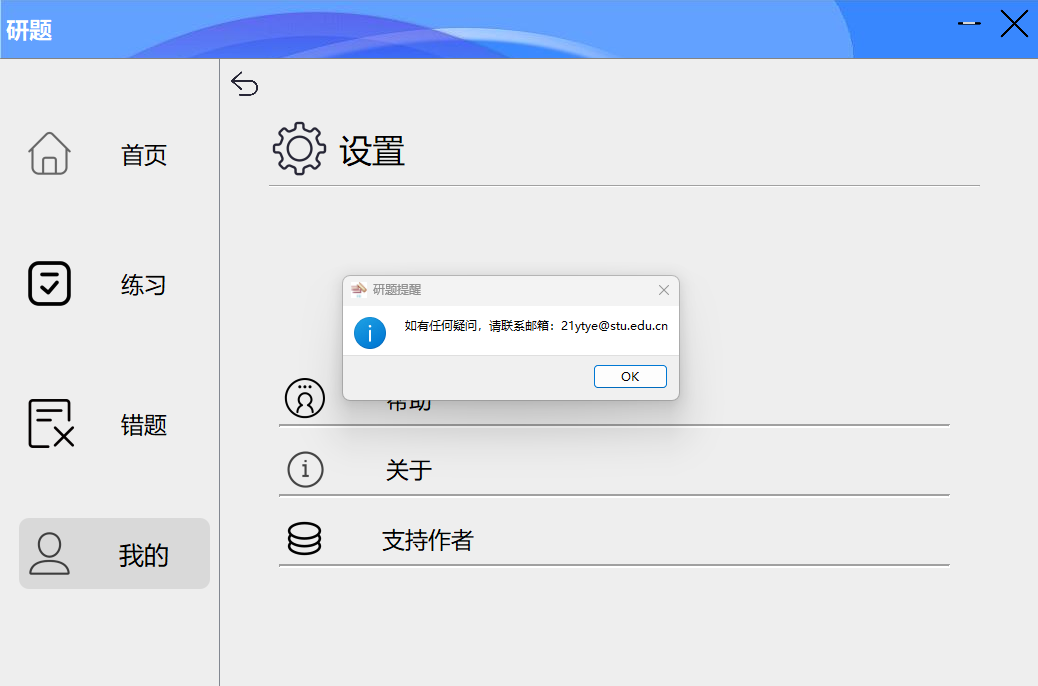 研题
首页
练习
错题
我的
设置
研题提醒
如有任何疑问，请联系邮箱：21ytye@stu.edu.cn
OK
帮助
关于
支持作者